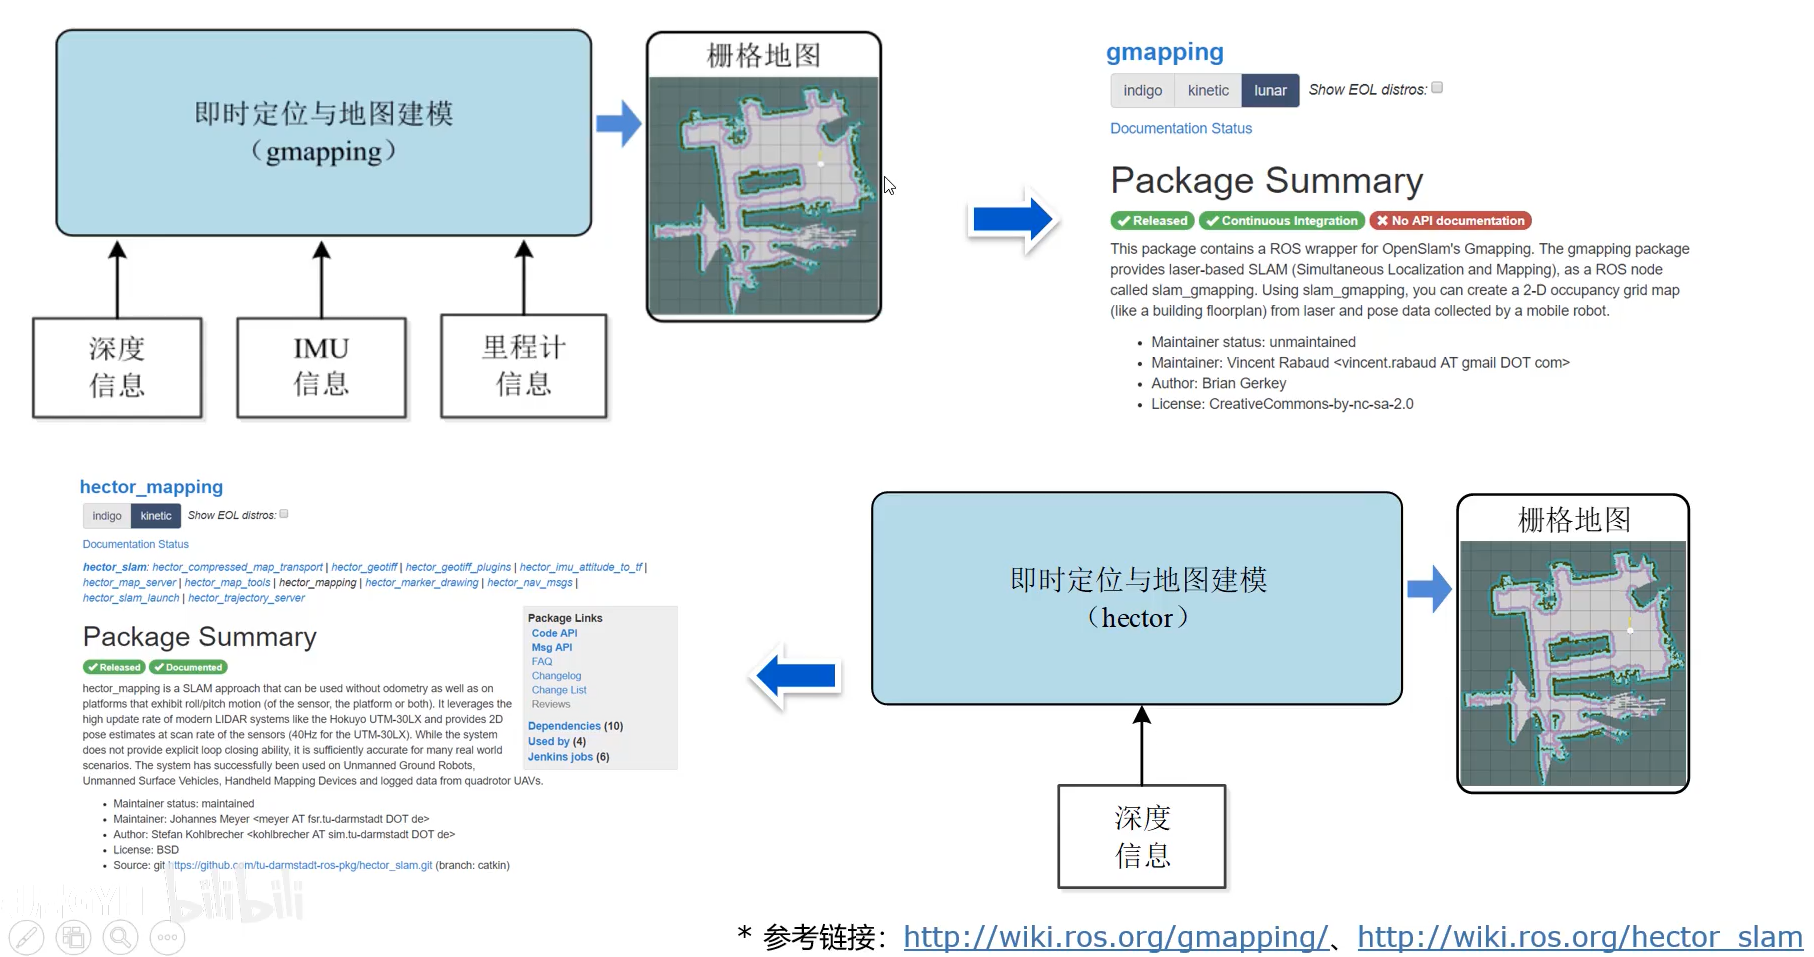 即时定位与地图建模
（gmapping）
栅格地图
深度
信息
IMU
信息
里程计
信息
gmapping
indigo kinetic lunar Show EOL distros:
Documentation Status
Package Summary
Released Continuous Integration No API documentation
This package contains a ROS wrapper for OpenSlam's Gmapping. The gmapping package
provides laser-based SLAM (Simultaneous Localization and Mapping), as a ROS node
called slam_gmapping. Using slam_gmapping, you can create a 2-D occupancy grid map
(like a building floorplan) from laser and pose data collected by a mobile robot.
• Maintainer status: unmaintained
• Maintainer: Vincent Rabaud <vincent.rabaud AT gmail DOT com>
• Author: Brian Gerkey
• License: CreativeCommons-by-nc-sa-2.0
hector_mapping
indigo kinetic Show EOL distros:
Documentation Status
hector_slam: hector_compressed_map_transport | hector_geotiff | hector_geotiff_plugins | hector_imu_attitude_to_tf |
hector_map_server | hector_map_tools | hector_mapping | hector_marker_drawing | hector_nav_msgs |
hector_slam_launch | hector_trajectory_server
Package Summary
Released Documented
hector_mapping is a SLAM approach that can be used without odometry as well as on
platforms that exhibit roll/pitch motion (of the sensor, the platform or both). It leverages the
high update rate of modern LIDAR systems like the Hokuyo UTM-30LX and provides 2D
pose estimates at scan rate of the sensors (40Hz for the UTM-30LX). While the system
does not provide explicit loop closing ability, it is sufficiently accurate for many real world
scenarios. The system has successfully been used on Unmanned Ground Robots,
Unmanned Surface Vehicles, Handheld Mapping Devices and logged data from quadrotor UAVs.
• Maintainer status: maintained
• Maintainer: Johannes Meyer <meyer AT fsr.tu-darmstadt DOT de>
• Author: Stefan Kohlbrecher <kohlbrecher AT sim.tu-darmstadt DOT de>
• License: BSD
• Source: git https://github.com/tu-darmstadt-ros-pkg/hector_slam.git (branch: catkin)
Package Links
Code API
Msg API
FAQ
Changelog
Change List
Reviews
Dependencies (10)
Used by (4)
Jenkins jobs (6)
即时定位与地图建模
（hector）
栅格地图
深度
信息
bilibili
* 参考链接：http://wiki.ros.org/gmapping/、http://wiki.ros.org/hector_slam